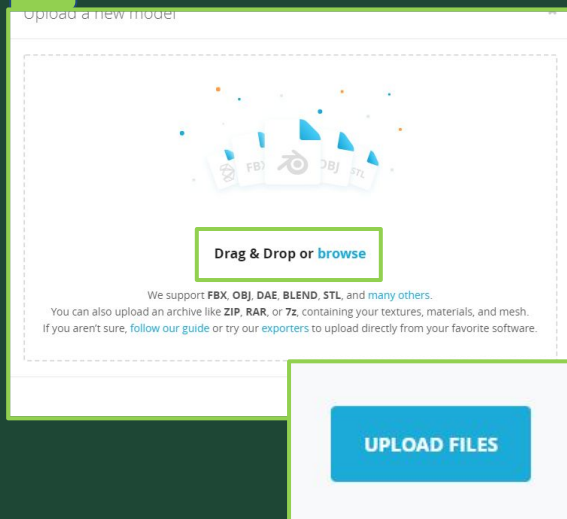 Upload a new model
FBX
OBJ
STL
Drag & Drop or browse
We support FBX, OBJ, DAE, BLEND, STL, and many others.
You can also upload an archive like ZIP, RAR, or 7z, containing your textures, materials, and mesh.
If you aren't sure, follow our guide or try our exporters to upload directly from your favorite software.
UPLOAD FILES